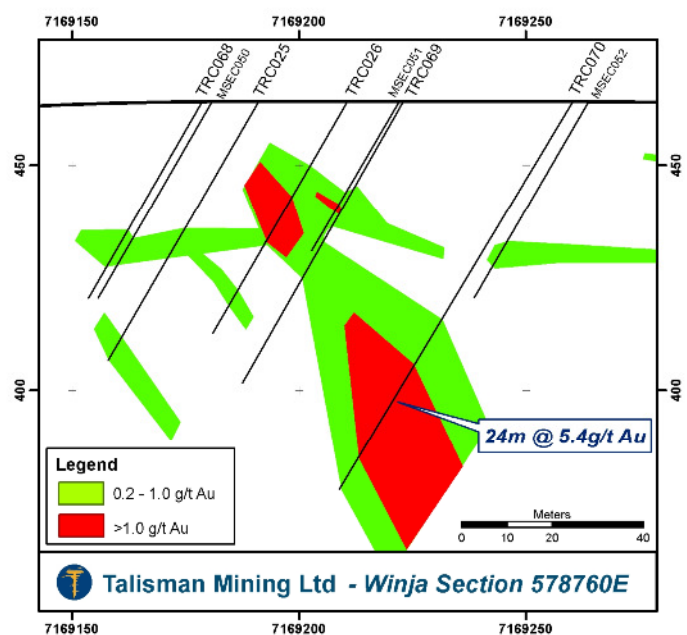 7169150 7169200 7169250
TRC068
MSEC050
TRC025
TRC026
MSEC051
TRC069
TRC070
MSEC052
450 450
400 400
24m @ 5.4g/t Au
Legend
0.2 - 1.0 g/t Au
>1.0 g/t Au
Meters
0 10 20 40
Talisman Mining Ltd - Winja Section 578760E
7169150 7169200 7169250